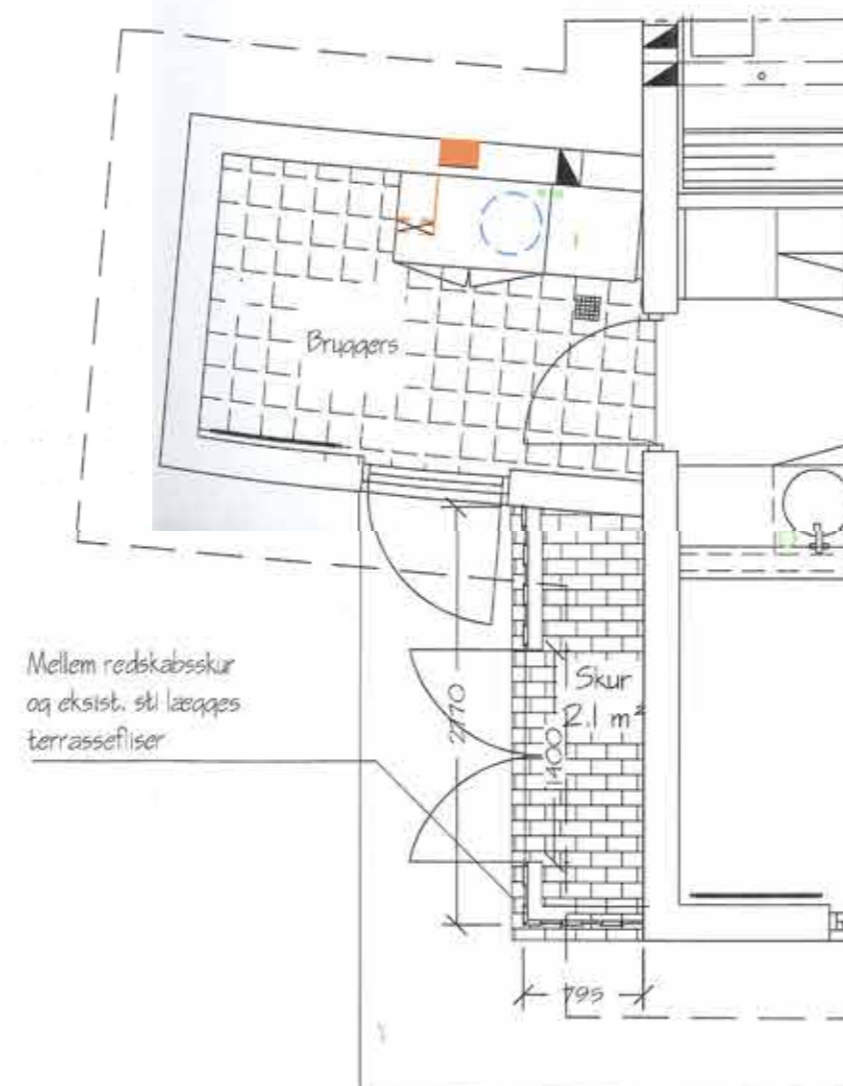 Bryggers
Mellem redskabsskur
og eksist. sti lægges
terrassefliser
Skur
2.1 m²
2770
1400
795